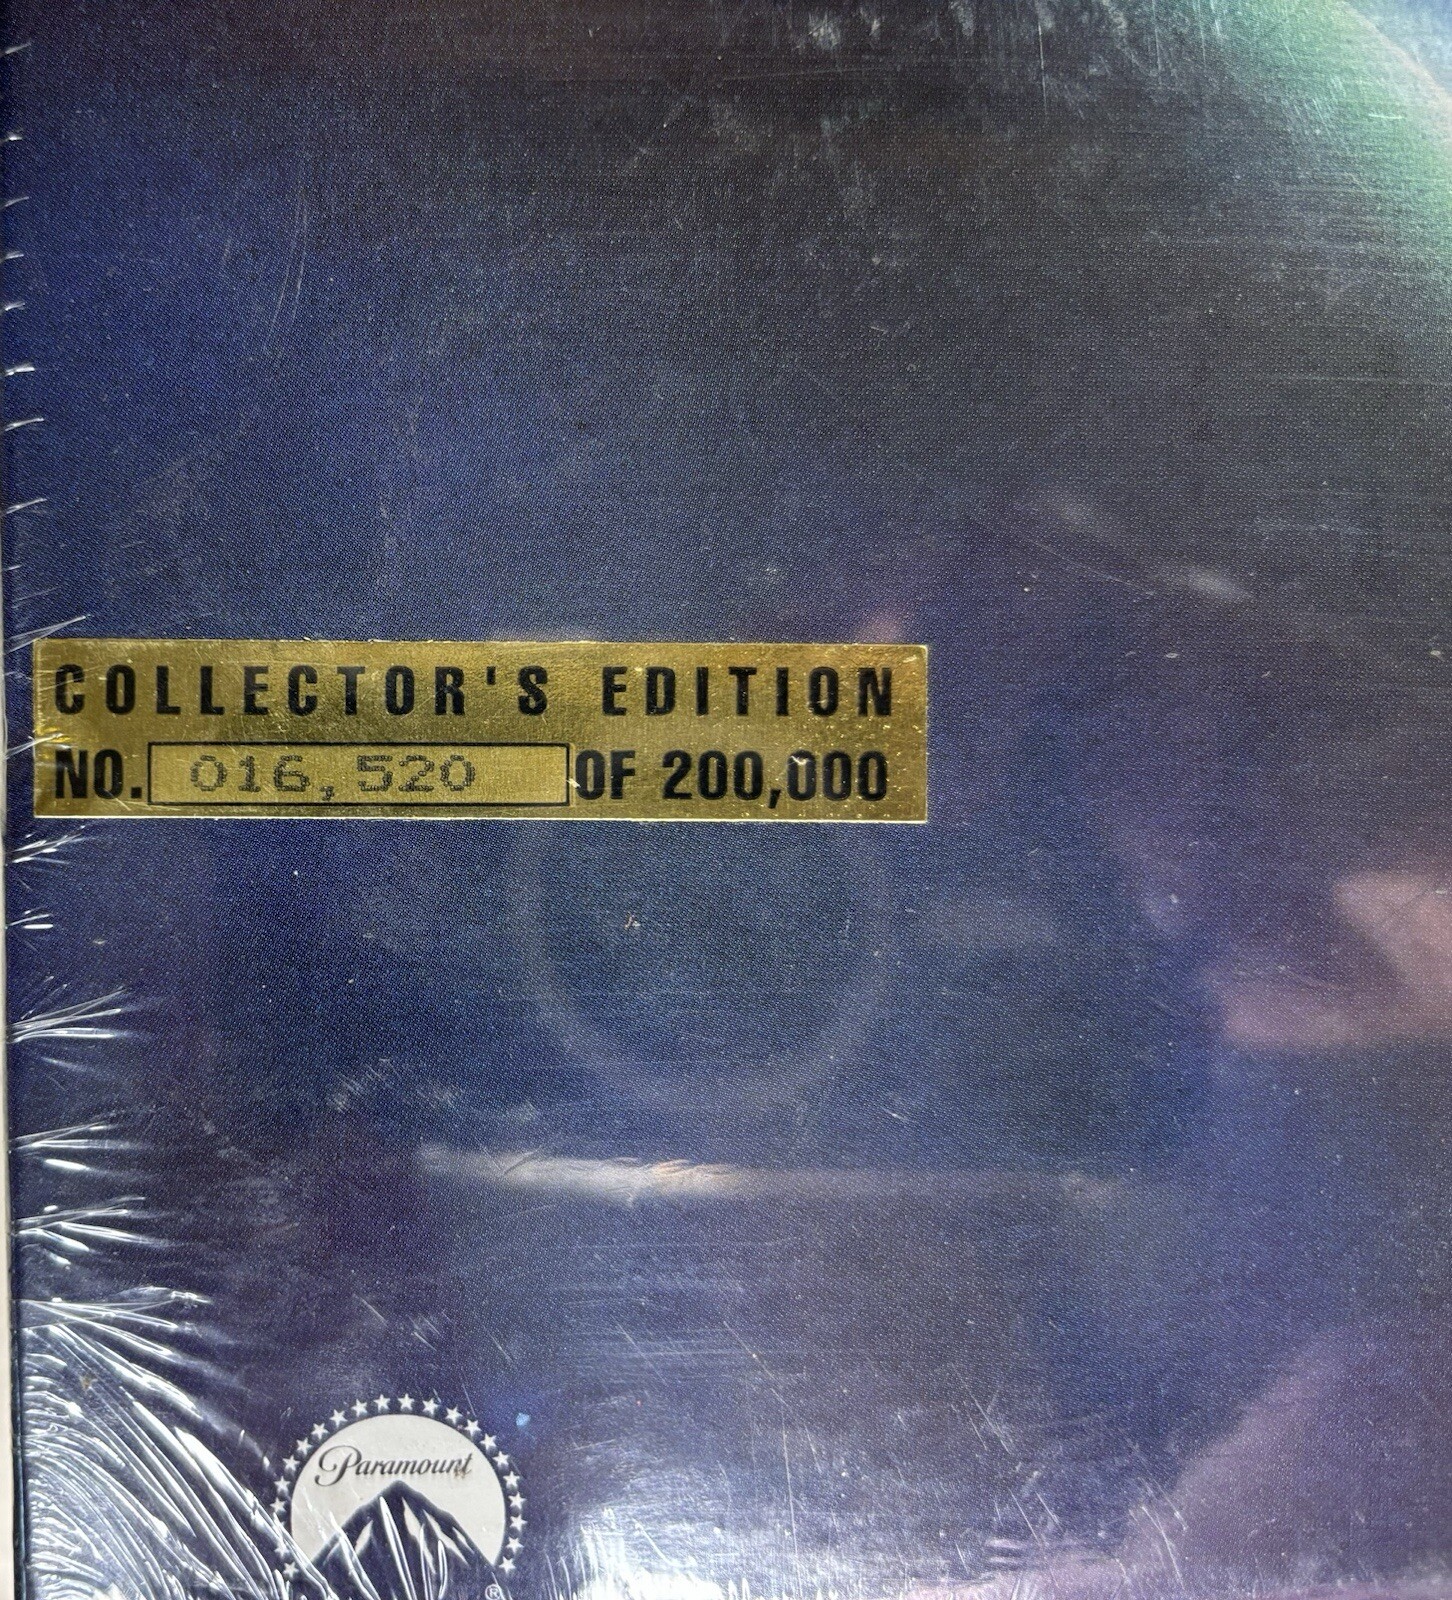 COLLECTOR'S EDITION
NO. 016,520 OF 200,000
Paramount
®